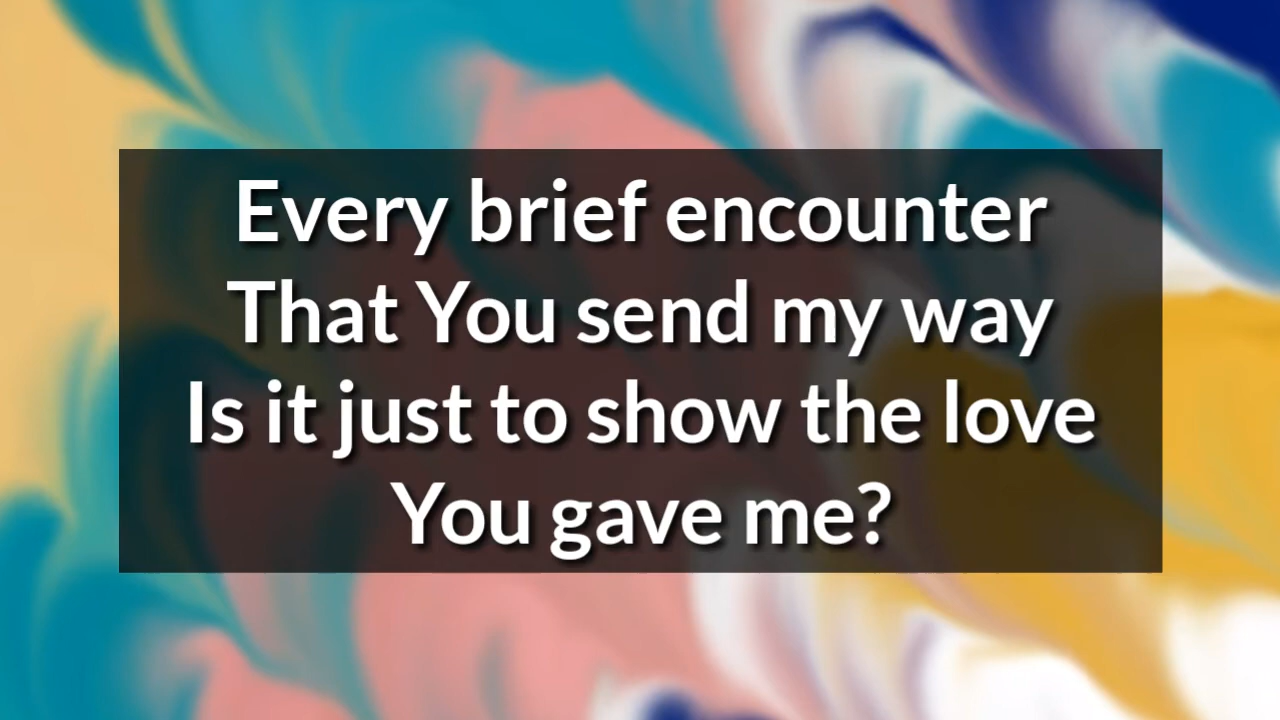 Every brief encounter
That You send my way
Is it just to show the love
You gave me?